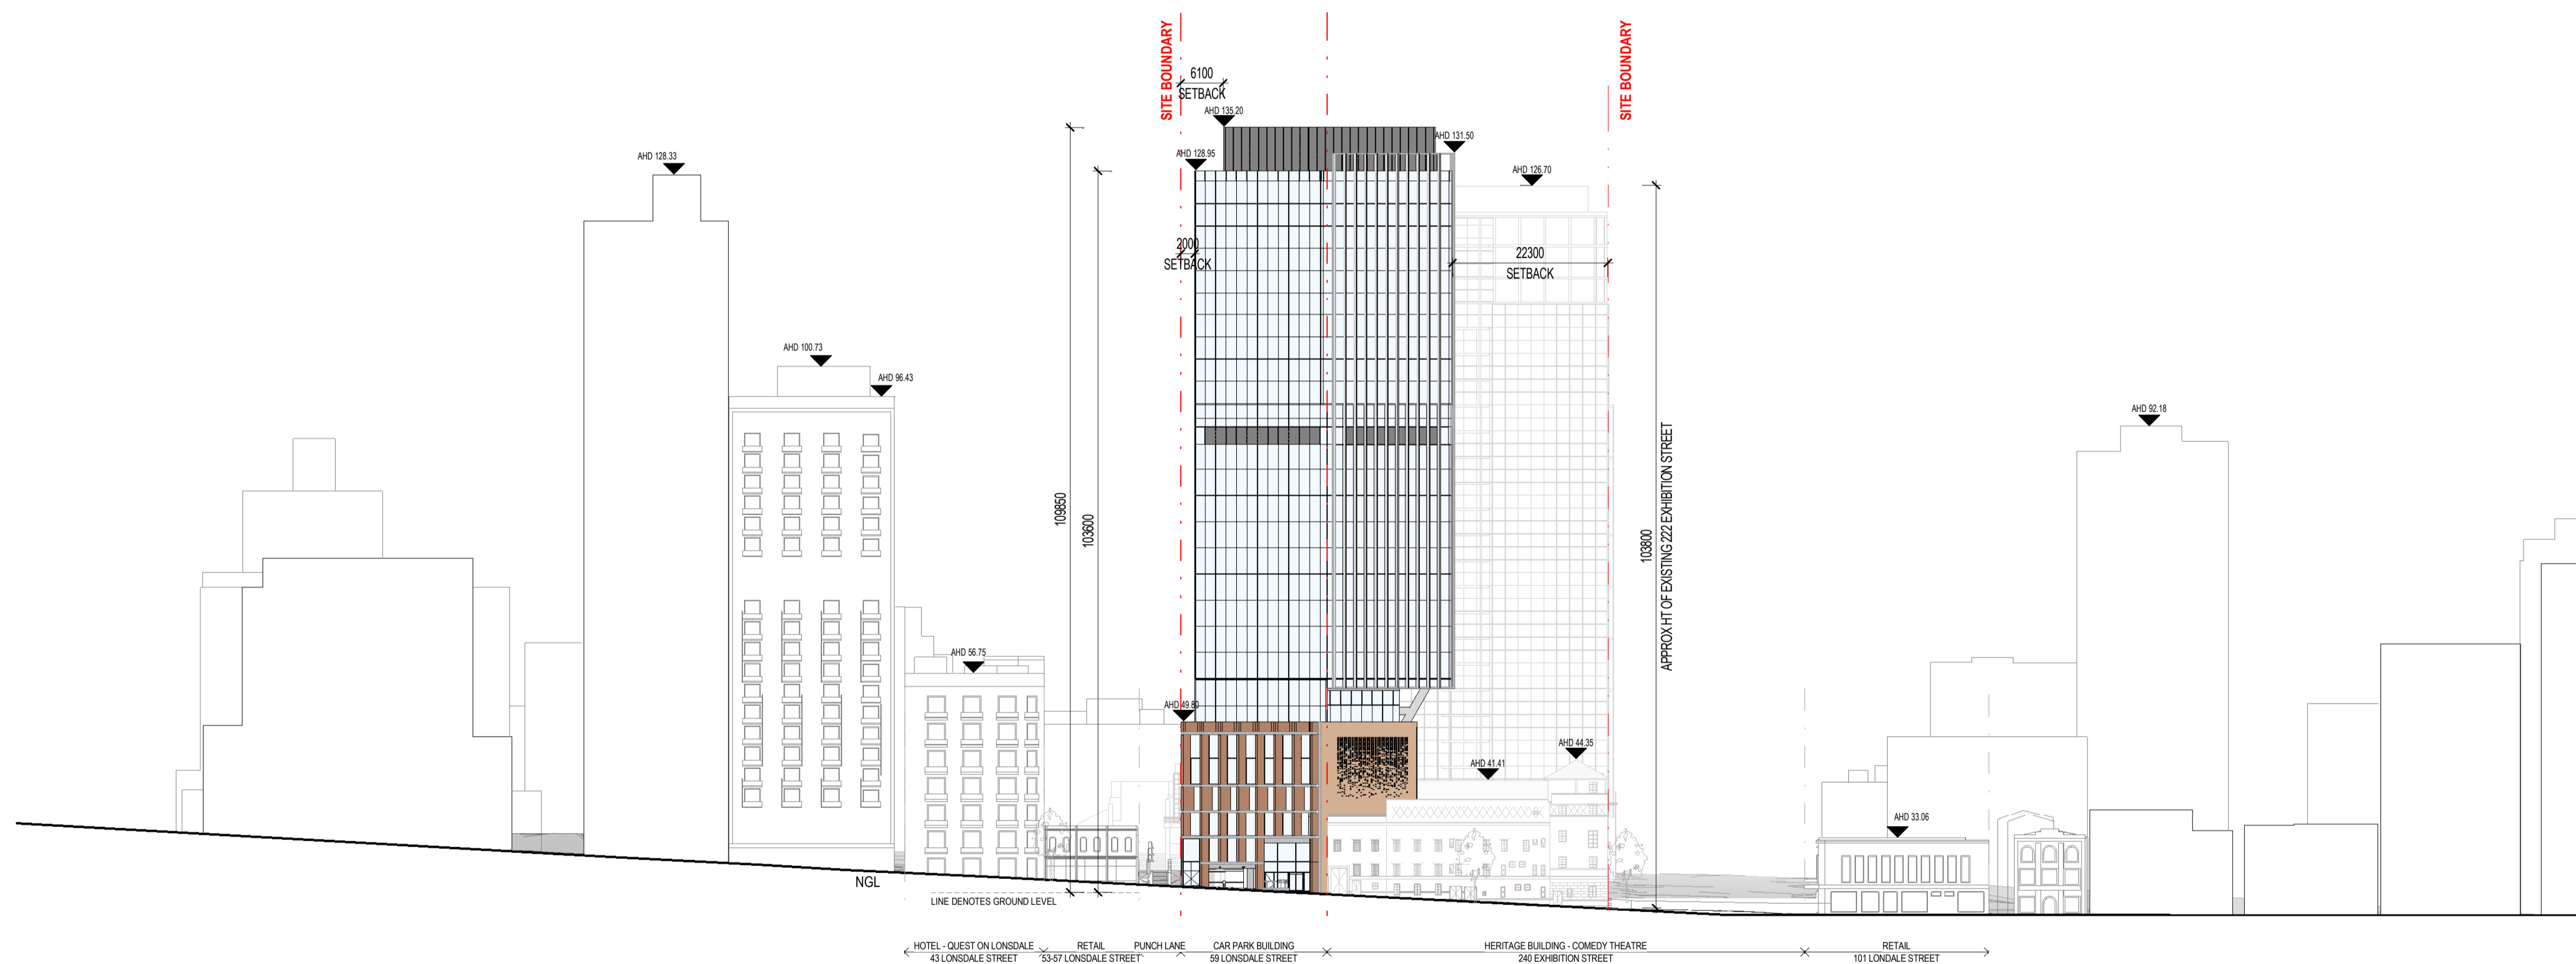 SITE BOUNDARY
SITE BOUNDARY
6100
SETBACK
AHD 135.20
AHD 131.50
AHD 128.95
AHD 128.33
AHD 126.70
2000
SETBACK
22300
SETBACK
AHD 100.73
AHD 96.43
AHD 92.18
109850
103600
103800
APPROX HT OF EXISTING 222 EXHIBITION STREET
AHD 56.75
AHD 49.80
AHD 44.35
AHD 41.41
AHD 33.06
NGL
LINE DENOTES GROUND LEVEL
HOTEL - QUEST ON LONSDALE
43 LONSDALE STREET
RETAIL
53-57 LONSDALE STREET
PUNCH LANE
CAR PARK BUILDING
59 LONSDALE STREET
HERITAGE BUILDING - COMEDY THEATRE
240 EXHIBITION STREET
RETAIL
101 LONDALE STREET